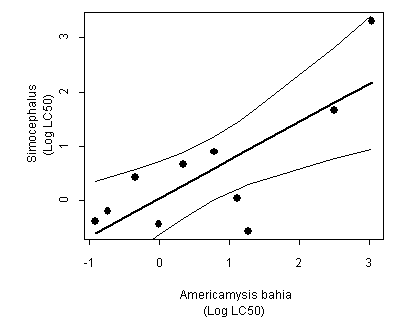 Simocephalus
(Log LC50)
3
2
1
0
-1 0 1 2 3
Americamysis bahia
(Log LC50)